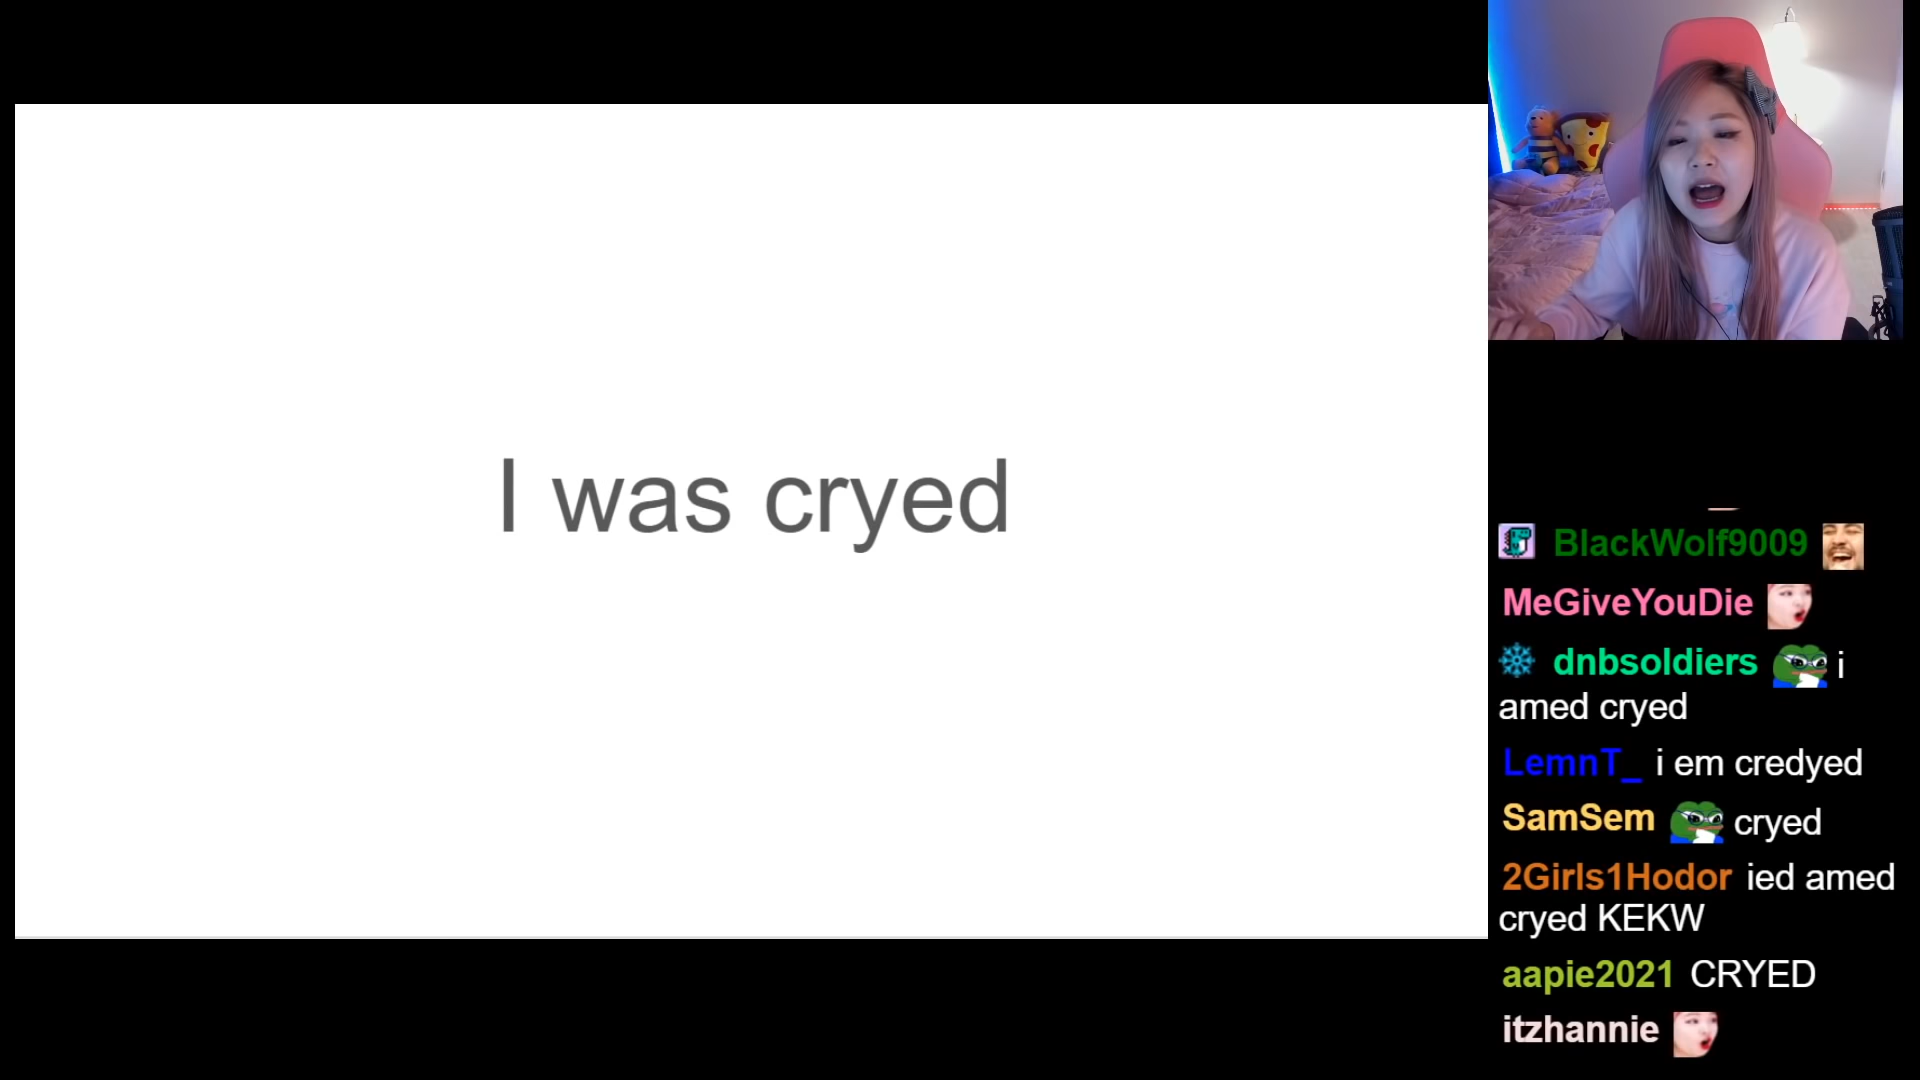 I was cryed
BlackWolf9009
MeGiveYouDie
dnbsoldiers i
amed cryed
LemnT_ i em credyed
SamSem cryed
2Girls1Hodor ied amed
cryed KEKW
aapie2021 CRYED
itzhannie